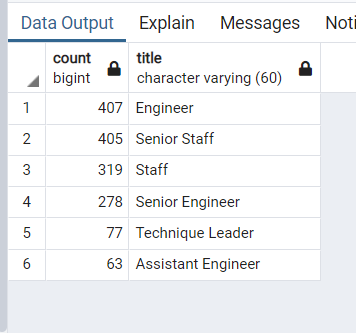 Data Output Explain Messages Noti
count title
bigint character varying (60)
1 407 Engineer
2 405 Senior Staff
3 319 Staff
4 278 Senior Engineer
5 77 Technique Leader
6 63 Assistant Engineer